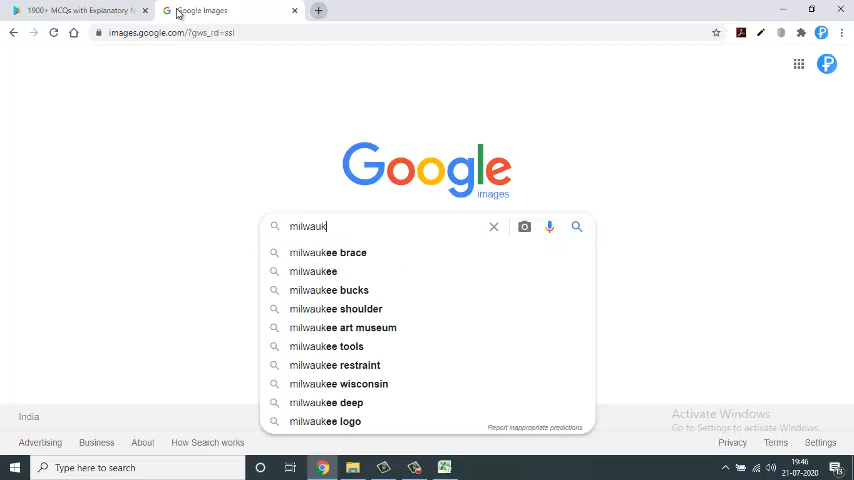 1900+ MCQs with Explanatory N
Google Images
images.google.com/?gws_rd=ssl
Google
images
milwauk
milwaukee brace
milwaukee
milwaukee bucks
milwaukee shoulder
milwaukee art museum
milwaukee tools
milwaukee restraint
milwaukee wisconsin
milwaukee deep
milwaukee logo
Report inappropriate predictions
India
Activate Windows
Go to Settings to activate Windows.
Advertising Business About How Search works Privacy Terms Settings
Type here to search
19:46
21-07-2020